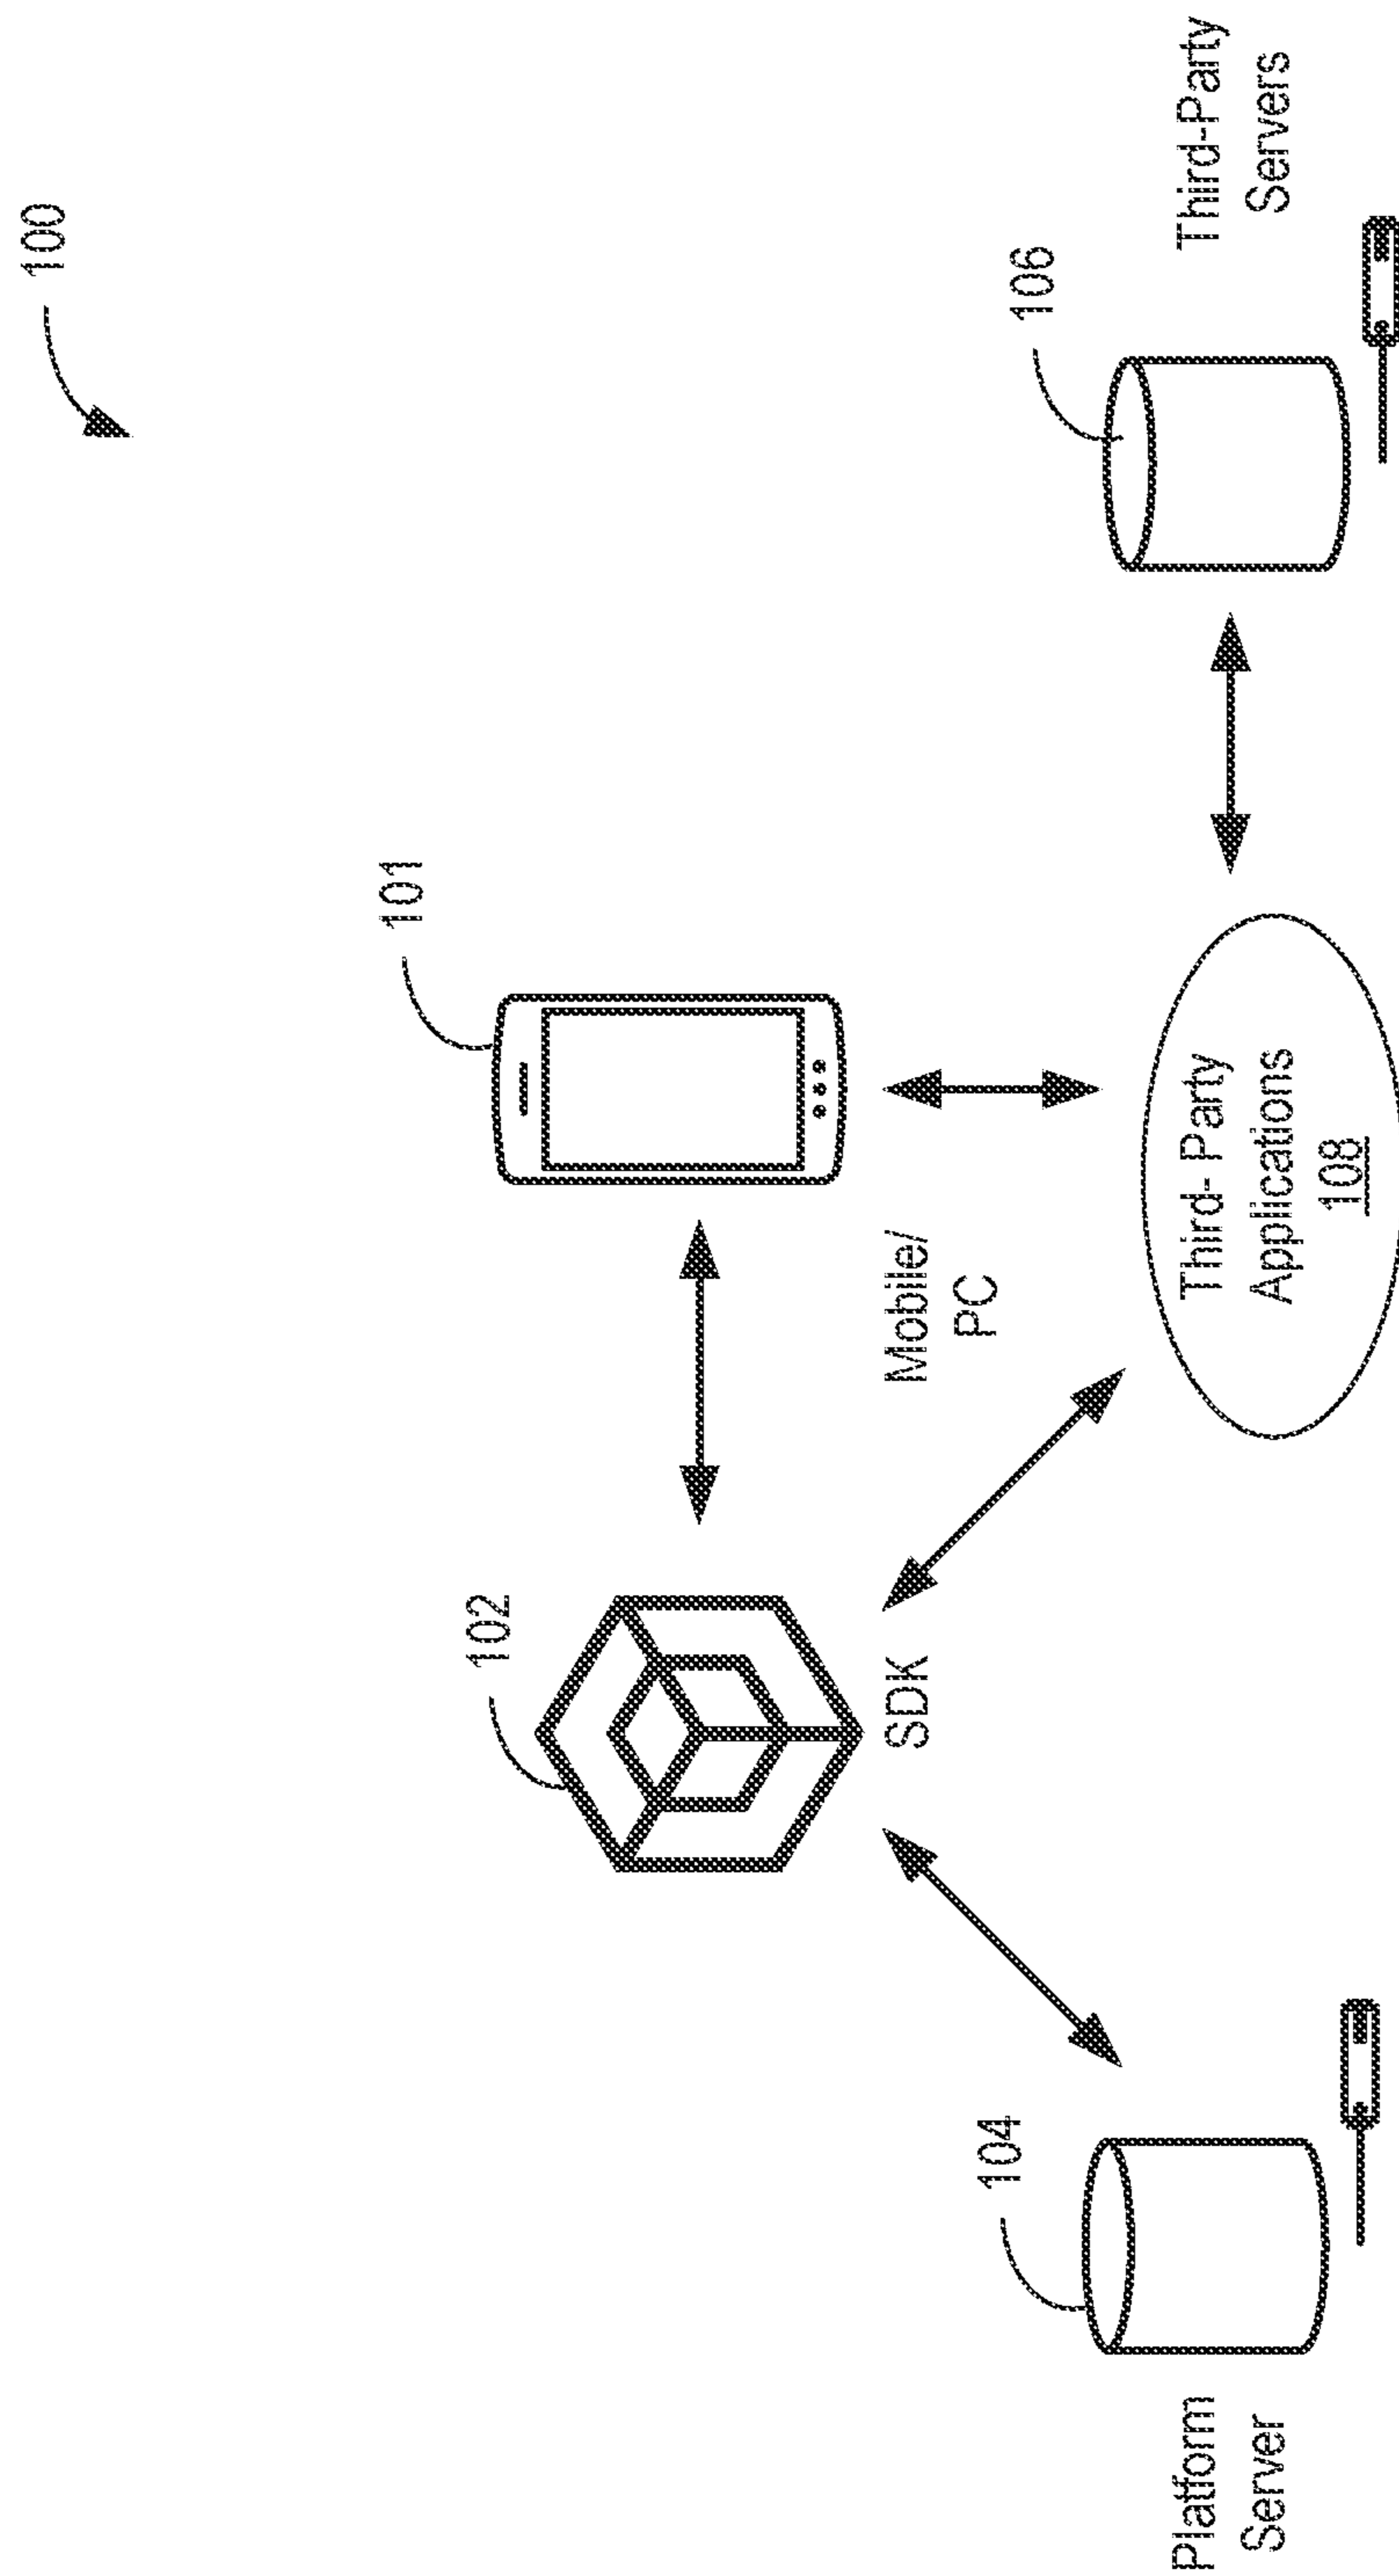 100
101
102
SDK
Mobile/
PC
104
Platform
Server
Third- Party
Applications
108
106
Third-Party
Servers